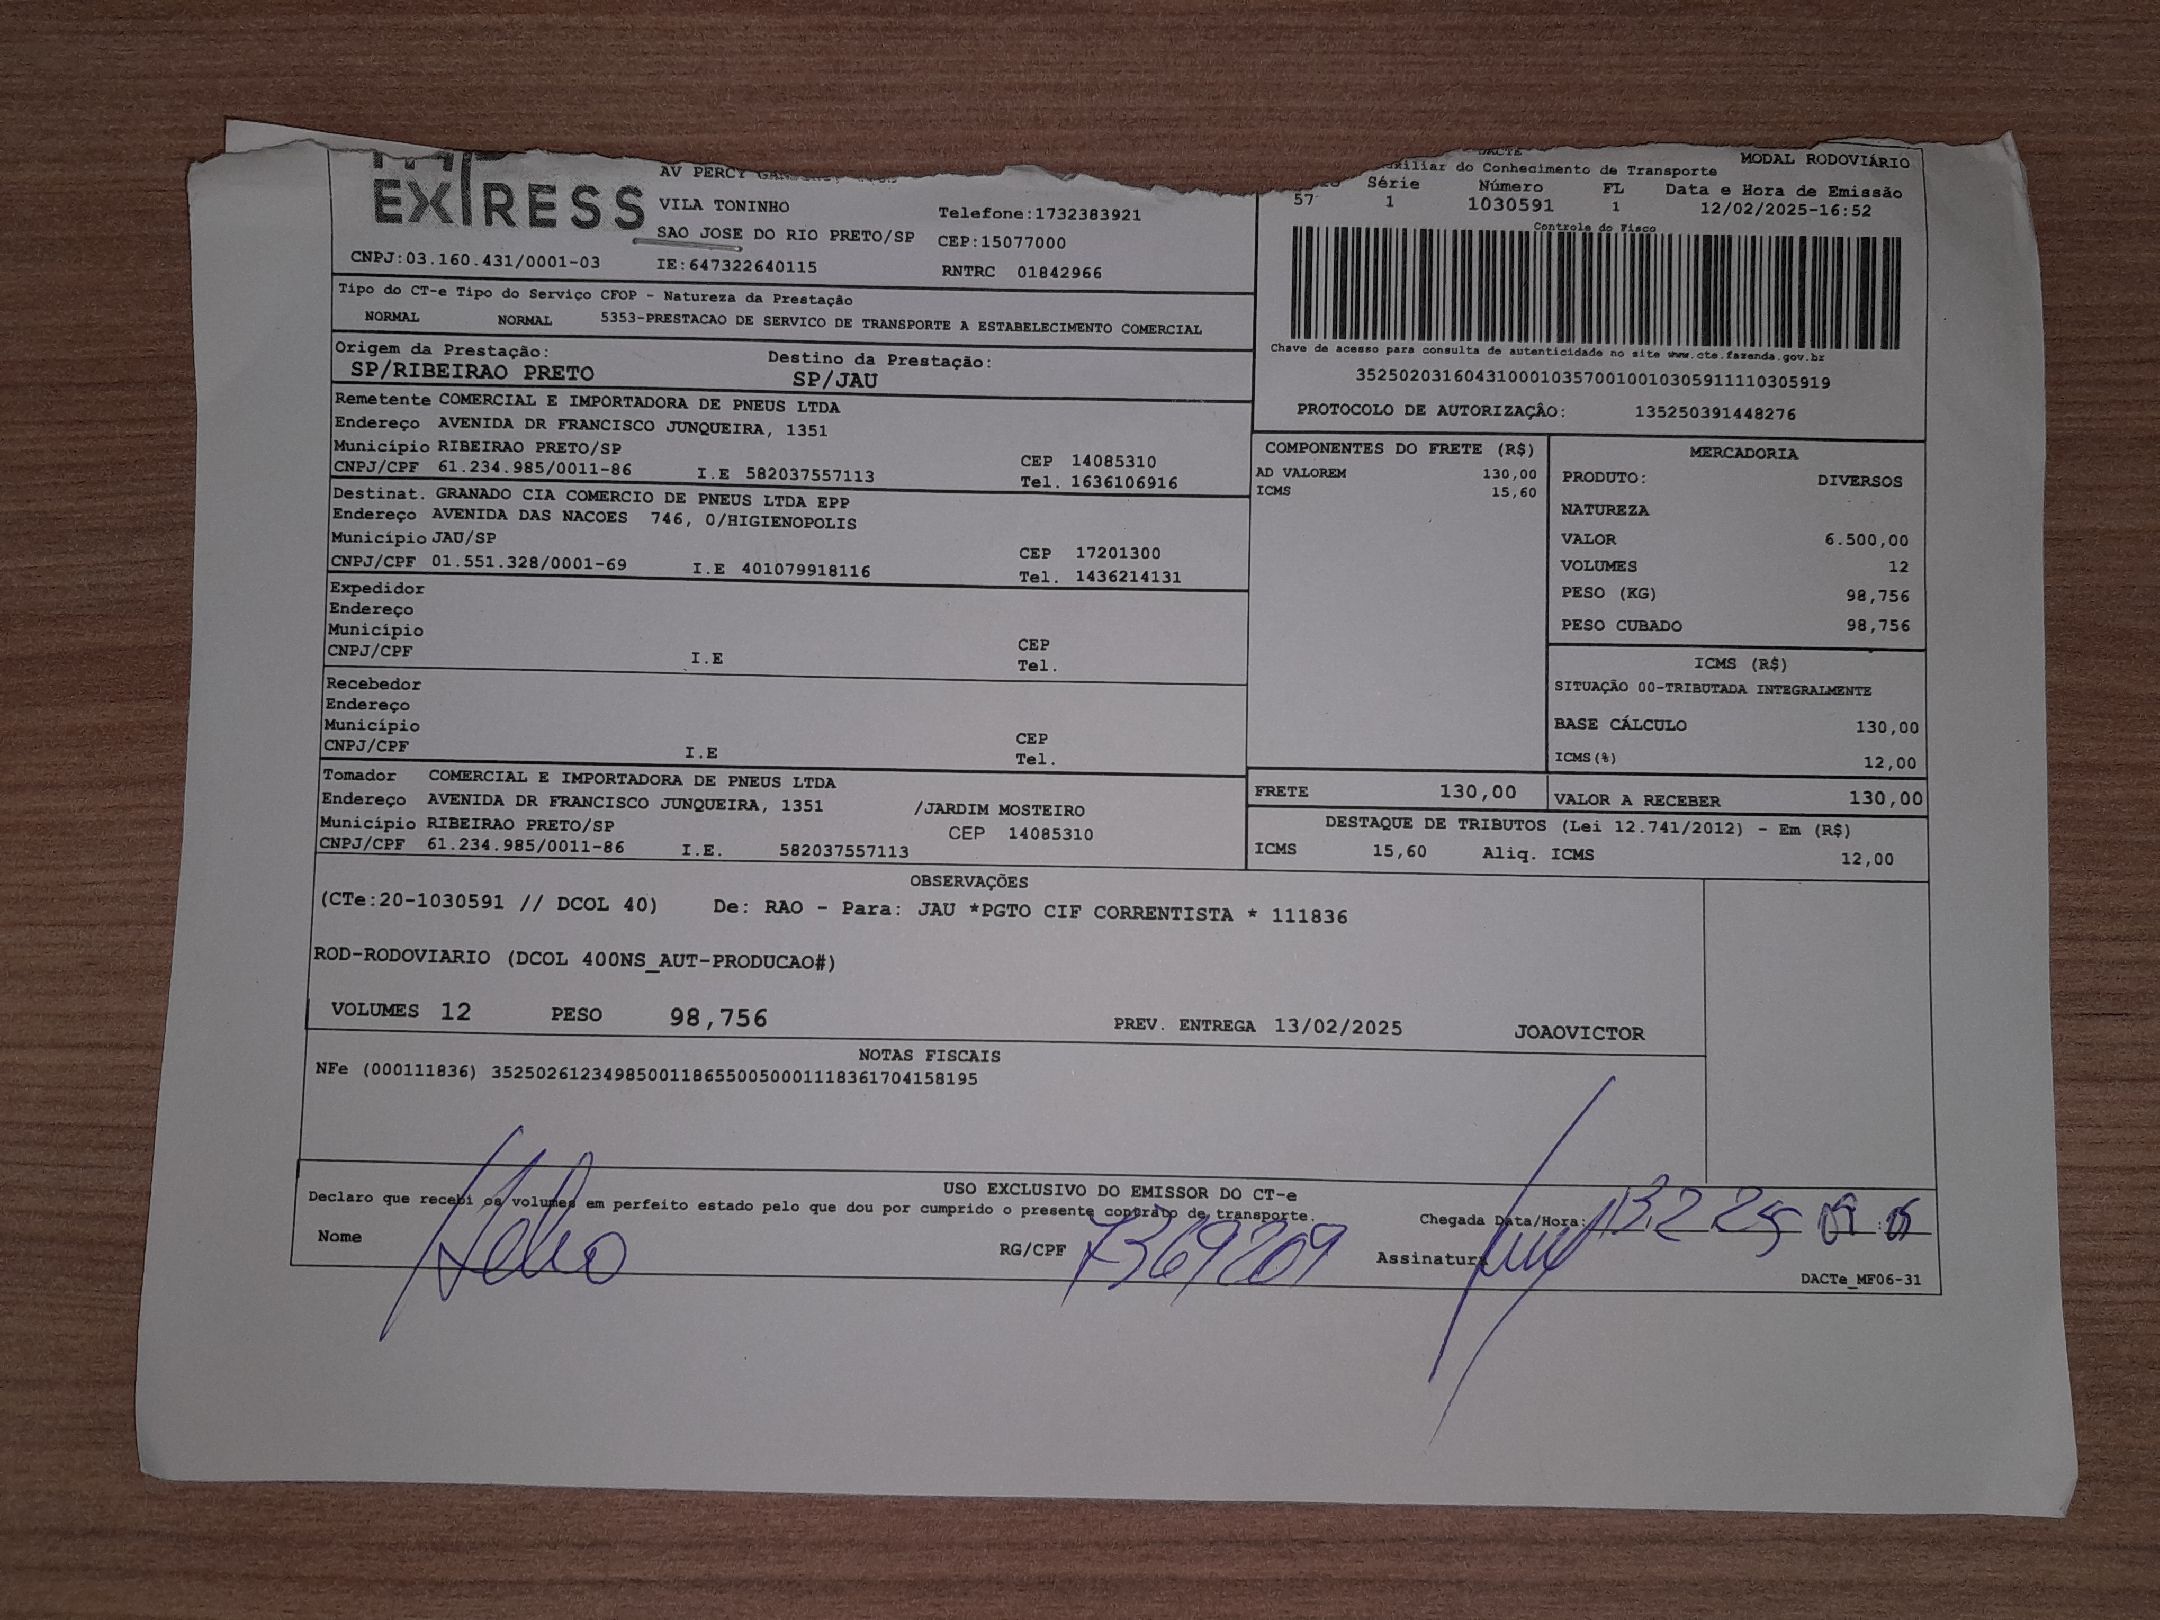 EXPRESS
AV PERCY
VILA TONINHO
Telefone:1732383921
SAO JOSE DO RIO PRETO/SP
CEP:15077000
CNPJ:03.160.431/0001-03
IE:647322640115
RNTRC 01842966
MODAL RODOVIÁRIO
do Conhecimento de Transporte
Série Número FL Data e Hora de Emissão
57 1 1030591 1 12/02/2025-16:52
Controle do Fisco
Chave de acesso para consulta de autenticidade no site www.cte.fazenda.gov.br
35250203160431000103570010010305911110305919
PROTOCOLO DE AUTORIZAÇÃO: 135250391448276
Tipo do CT-e Tipo do Serviço CFOP - Natureza da Prestação
NORMAL NORMAL 5353-PRESTACAO DE SERVICO DE TRANSPORTE A ESTABELECIMENTO COMERCIAL
Origem da Prestação: Destino da Prestação:
SP/RIBEIRAO PRETO SP/JAU
Remetente COMERCIAL E IMPORTADORA DE PNEUS LTDA
Endereço AVENIDA DR FRANCISCO JUNQUEIRA, 1351
Município RIBEIRAO PRETO/SP CEP 14085310
CNPJ/CPF 61.234.985/0011-86 I.E 582037557113 Tel. 1636106916
Destinat. GRANADO CIA COMERCIO DE PNEUS LTDA EPP
Endereço AVENIDA DAS NACOES 746, 0/HIGIENOPOLIS
Município JAU/SP CEP 17201300
CNPJ/CPF 01.551.328/0001-69 I.E 401079918116 Tel. 1436214131
Expedidor
Endereço
Município CEP
CNPJ/CPF I.E Tel.
Recebedor
Endereço
Município CEP
CNPJ/CPF I.E Tel.
Tomador COMERCIAL E IMPORTADORA DE PNEUS LTDA
Endereço AVENIDA DR FRANCISCO JUNQUEIRA, 1351 /JARDIM MOSTEIRO
Município RIBEIRAO PRETO/SP CEP 14085310
CNPJ/CPF 61.234.985/0011-86 I.E. 582037557113
COMPONENTES DO FRETE (R$)
AD VALOREM 130,00
ICMS 15,60
MERCADORIA
PRODUTO: DIVERSOS
NATUREZA
VALOR 6.500,00
VOLUMES 12
PESO (KG) 98,756
PESO CUBADO 98,756
ICMS (R$)
SITUAÇÃO 00-TRIBUTADA INTEGRALMENTE
BASE CÁLCULO 130,00
ICMS(%) 12,00
FRETE 130,00 VALOR A RECEBER 130,00
DESTAQUE DE TRIBUTOS (Lei 12.741/2012) - Em (R$)
ICMS 15,60 Aliq. ICMS 12,00
OBSERVAÇÕES
(CTe:20-1030591 // DCOL 40) De: RAO - Para: JAU *PGTO CIF CORRENTISTA * 111836
ROD-RODOVIARIO (DCOL 400NS_AUT-PRODUCAO#)
VOLUMES 12 PESO 98,756 PREV. ENTREGA 13/02/2025 JOAOVICTOR
NOTAS FISCAIS
NFe (000111836) 35250261234985001186550050001118361704158195
USO EXCLUSIVO DO EMISSOR DO CT-e
Declaro que recebi os volumes em perfeito estado pelo que dou por cumprido o presente contrato de transporte.
Chegada Data/Hora: 13 2 25
Nome RG/CPF 7369209 Assinatura
DACTe_MF06-31